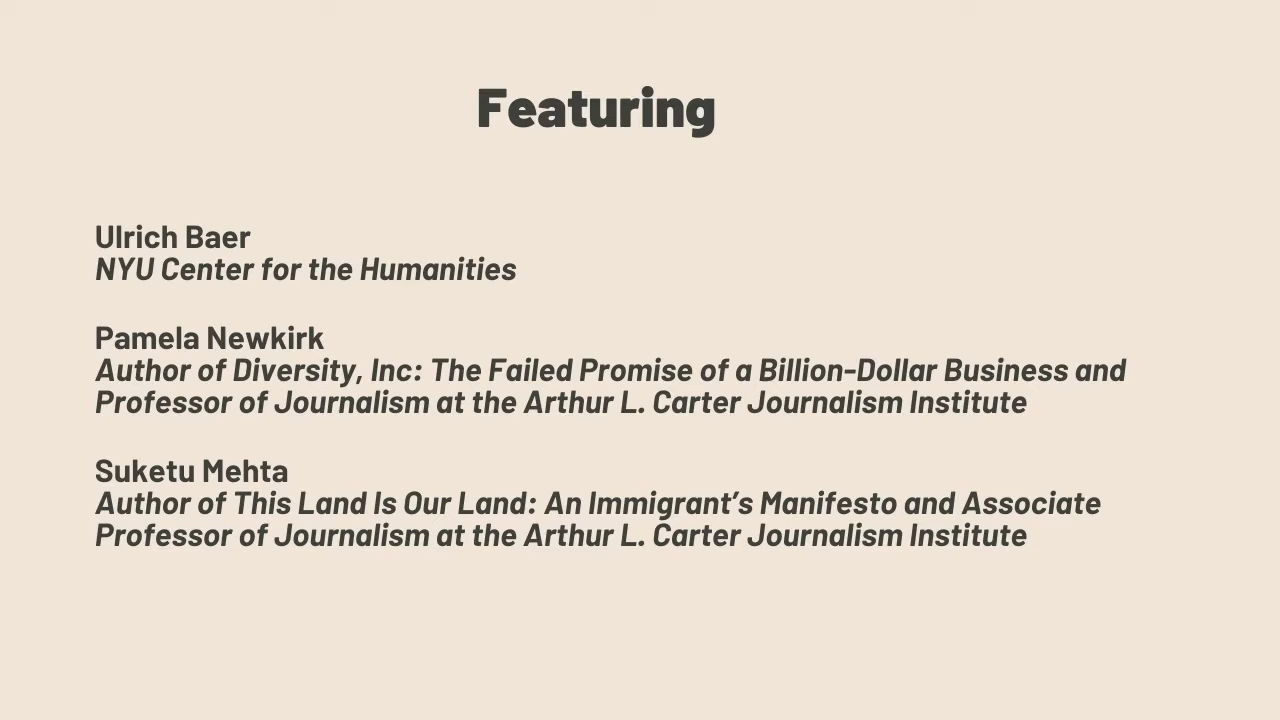 Featuring
Ulrich Baer
NYU Center for the Humanities
Pamela Newkirk
Author of Diversity, Inc: The Failed Promise of a Billion-Dollar Business and
Professor of Journalism at the Arthur L. Carter Journalism Institute
Suketu Mehta
Author of This Land Is Our Land: An Immigrant’s Manifesto and Associate
Professor of Journalism at the Arthur L. Carter Journalism Institute